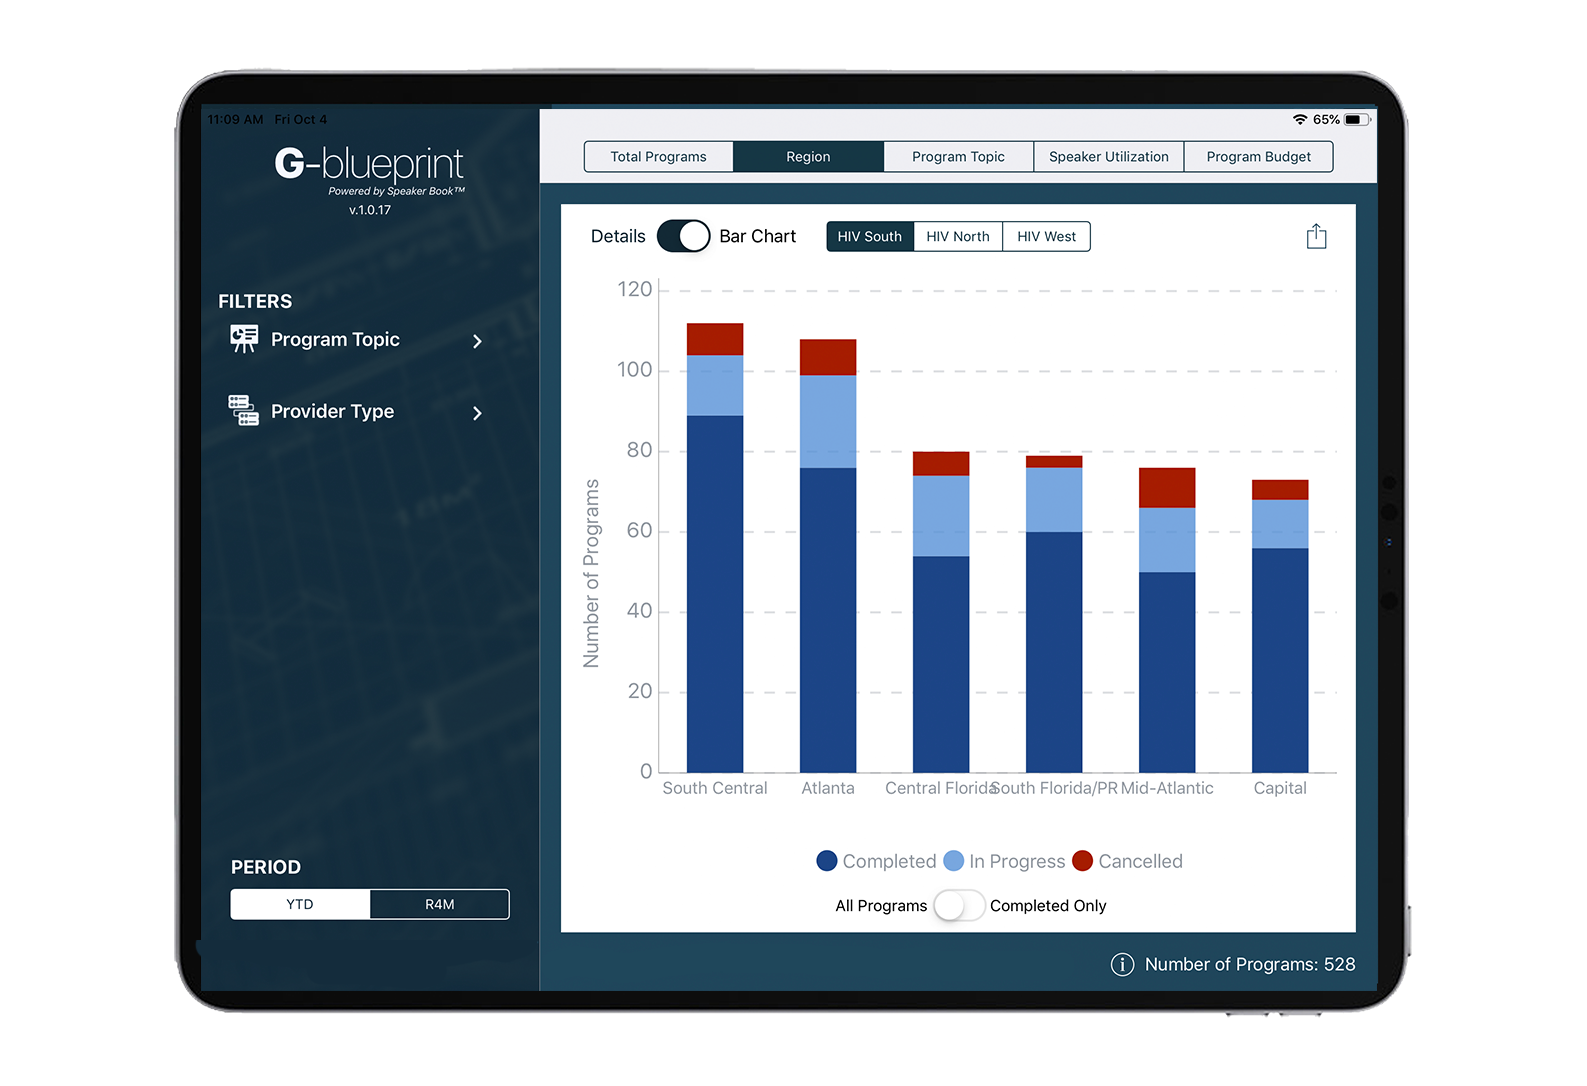 11:09 AM Fri Oct 4
65%
G-blueprint
Powered by Speaker Book™
v.1.0.17
FILTERS
Program Topic
Provider Type
PERIOD
YTD R4M
Total Programs Region Program Topic Speaker Utilization Program Budget
Details Bar Chart HIV South HIV North HIV West
Number of Programs
120
100
80
60
40
20
0
South Central Atlanta Central Florida South Florida/PR Mid-Atlantic Capital
Completed In Progress Cancelled
All Programs Completed Only
Number of Programs: 528